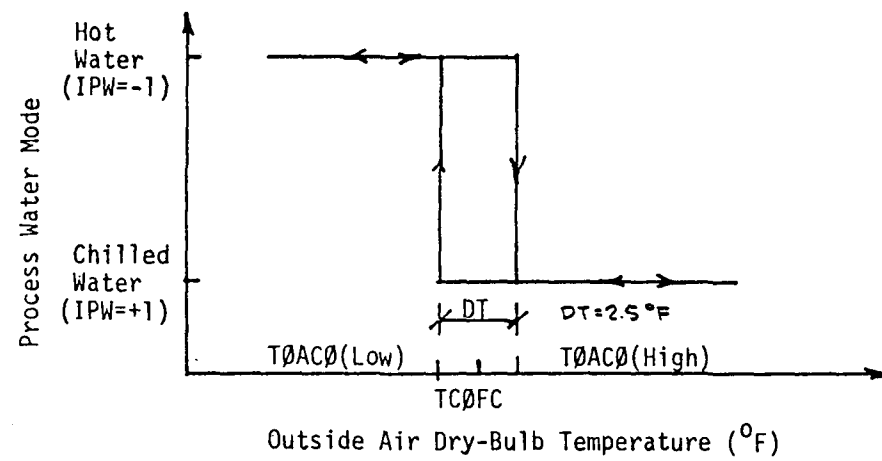 Hot
Water
(IPW=-1)
Process Water Mode
Chilled
Water
(IPW=+1)
DT
DT=2.5°F
TØACØ(Low)
TØACØ(High)
TCØFC
Outside Air Dry-Bulb Temperature (°F)